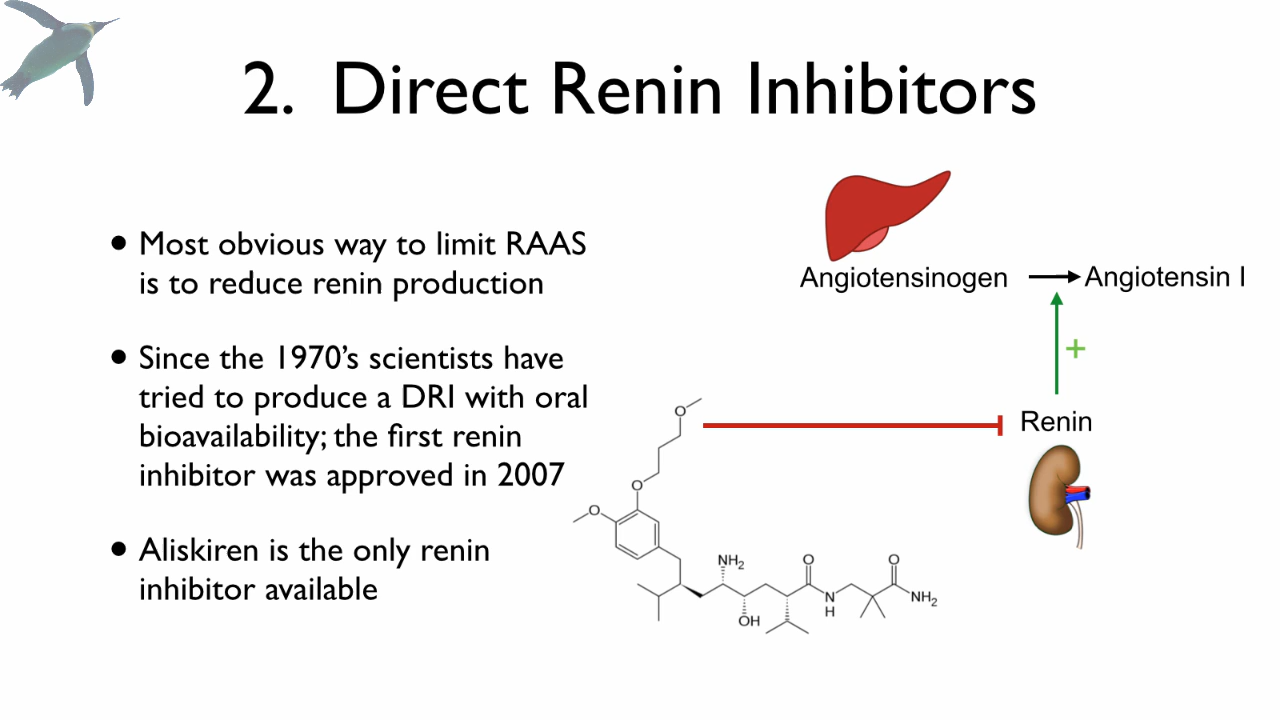 2. Direct Renin Inhibitors
• Most obvious way to limit RAAS
is to reduce renin production
• Since the 1970’s scientists have
tried to produce a DRI with oral
bioavailability; the first renin
inhibitor was approved in 2007
• Aliskiren is the only renin
inhibitor available
Angiotensinogen
Angiotensin I
+
Renin
O
O
O
NH₂
O
O
N
H
NH₂
OH